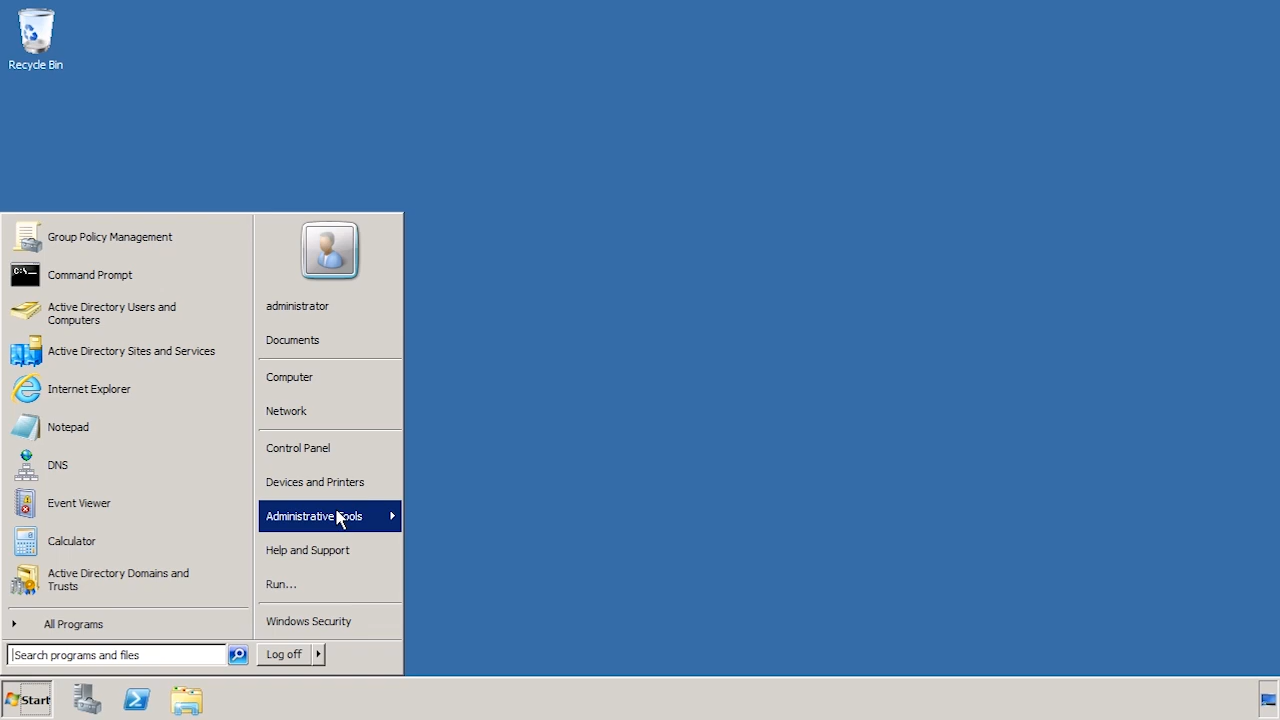 Recycle Bin
Group Policy Management
Command Prompt
Active Directory Users and
Computers
Active Directory Sites and Services
Internet Explorer
Notepad
DNS
Event Viewer
Calculator
Active Directory Domains and
Trusts
All Programs
Search programs and files
administrator
Documents
Computer
Network
Control Panel
Devices and Printers
Administrative Tools
Help and Support
Run...
Windows Security
Log off
Start